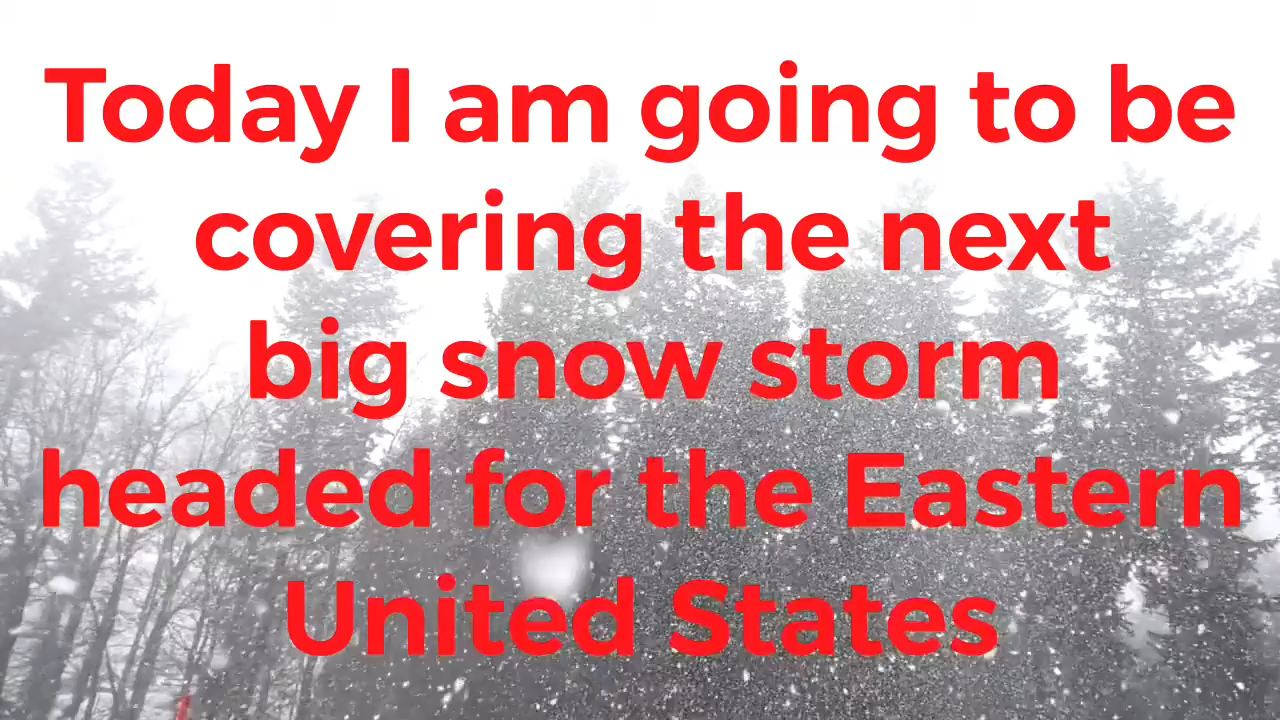 Today I am going to be
covering the next
big snow storm
headed for the Eastern
United States